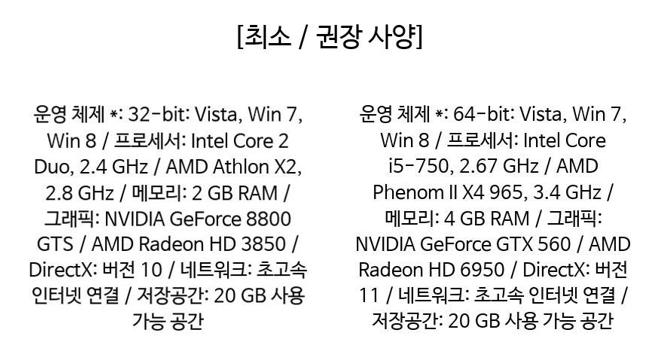 [최소 / 권장 사양]
운영 체제 *: 32-bit: Vista, Win 7,
Win 8 / 프로세서: Intel Core 2
Duo, 2.4 GHz / AMD Athlon X2,
2.8 GHz / 메모리: 2 GB RAM /
그래픽: NVIDIA GeForce 8800
GTS / AMD Radeon HD 3850 /
DirectX: 버전 10 / 네트워크: 초고속
인터넷 연결 / 저장공간: 20 GB 사용
가능 공간
운영 체제 *: 64-bit: Vista, Win 7,
Win 8 / 프로세서: Intel Core
i5-750, 2.67 GHz / AMD
Phenom II X4 965, 3.4 GHz /
메모리: 4 GB RAM / 그래픽:
NVIDIA GeForce GTX 560 / AMD
Radeon HD 6950 / DirectX: 버전
11 / 네트워크: 초고속 인터넷 연결 /
저장공간: 20 GB 사용 가능 공간